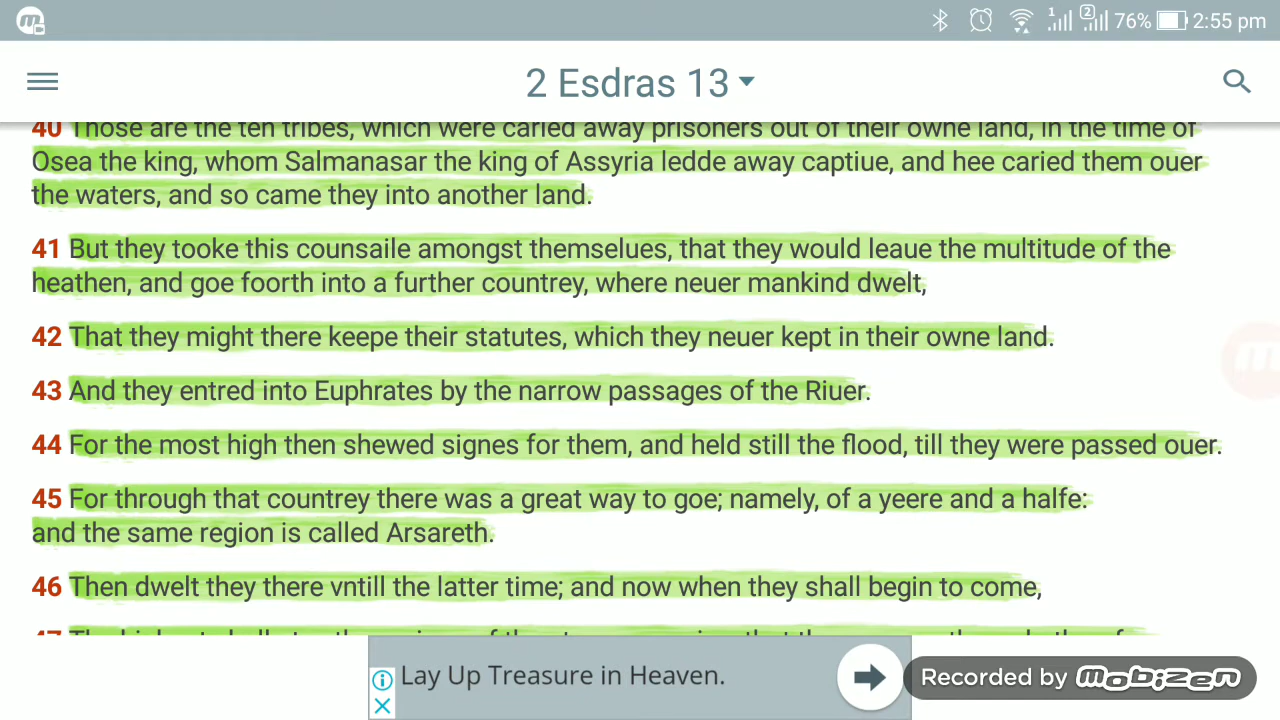 1 2 76% 2:55 pm
2 Esdras 13
40 Those are the ten tribes, which were caried away prisoners out of their owne land, in the time of
Osea the king, whom Salmanasar the king of Assyria ledde away captiue, and hee caried them ouer
the waters, and so came they into another land.
41 But they tooke this counsaile amongst themselues, that they would leaue the multitude of the
heathen, and goe foorth into a further countrey, where neuer mankind dwelt,
42 That they might there keepe their statutes, which they neuer kept in their owne land.
43 And they entred into Euphrates by the narrow passages of the Riuer.
44 For the most high then shewed signes for them, and held still the flood, till they were passed ouer.
45 For through that countrey there was a great way to goe; namely, of a yeere and a halfe:
and the same region is called Arsareth.
46 Then dwelt they there vntill the latter time; and now when they shall begin to come,
47
Lay Up Treasure in Heaven.
Recorded by mobizen